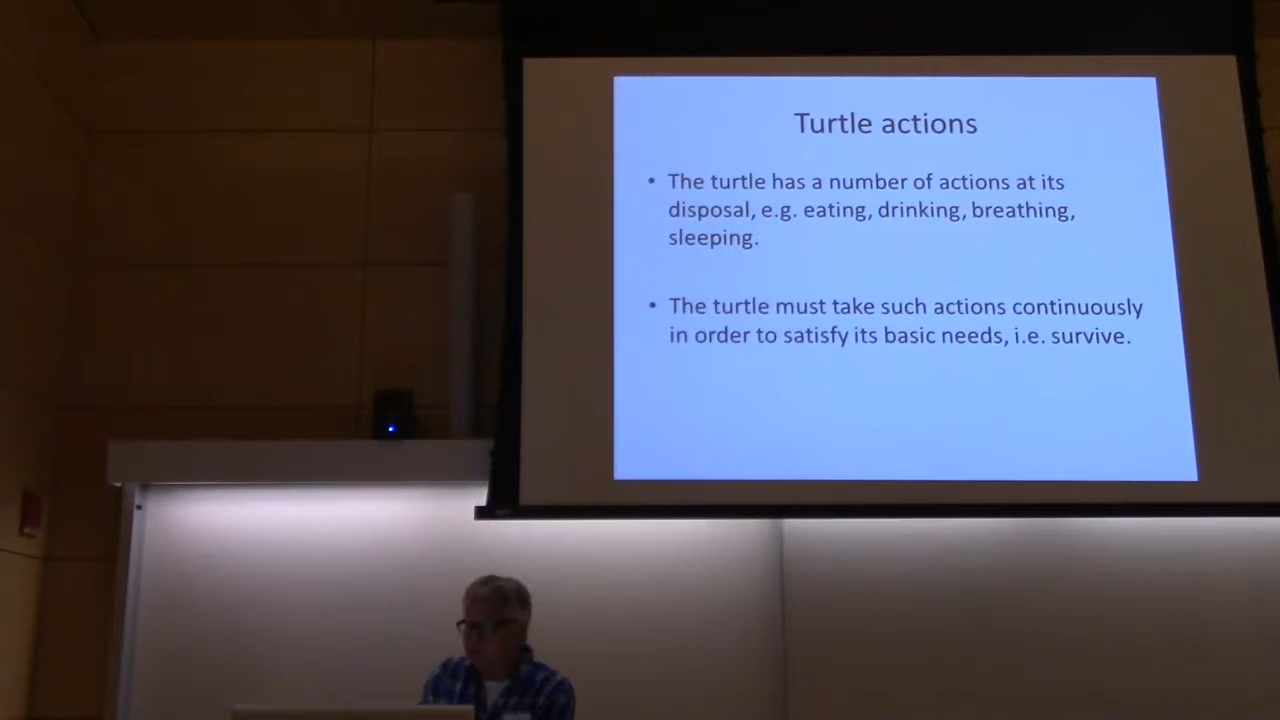 Turtle actions
• The turtle has a number of actions at its
disposal, e.g. eating, drinking, breathing,
sleeping.
• The turtle must take such actions continuously
in order to satisfy its basic needs, i.e. survive.